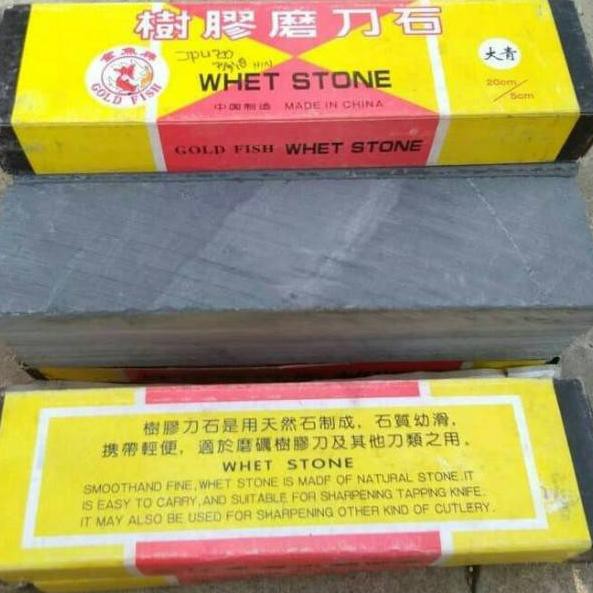 樹膠磨刀石
金魚牌
GOLD FISH
WHET STONE
中国制造 MADE IN CHINA
大青
20cm/5cm
GOLD FISH WHET STONE
樹膠刀石是用天然石制成，石質幼滑，
携帶輕便，適於磨礪樹膠刀及其他刀類之用。
WHET STONE
SMOOTHAND FINE,WHET STONE IS MADF OF NATURAL STONE.IT
IS EASY TO CARRY,AND SUITABLE FOR SHARPENING TAPPING KNIFE.
IT MAY ALSO BE USED FOR SHARPENING OTHER KIND OF CUTLERY.